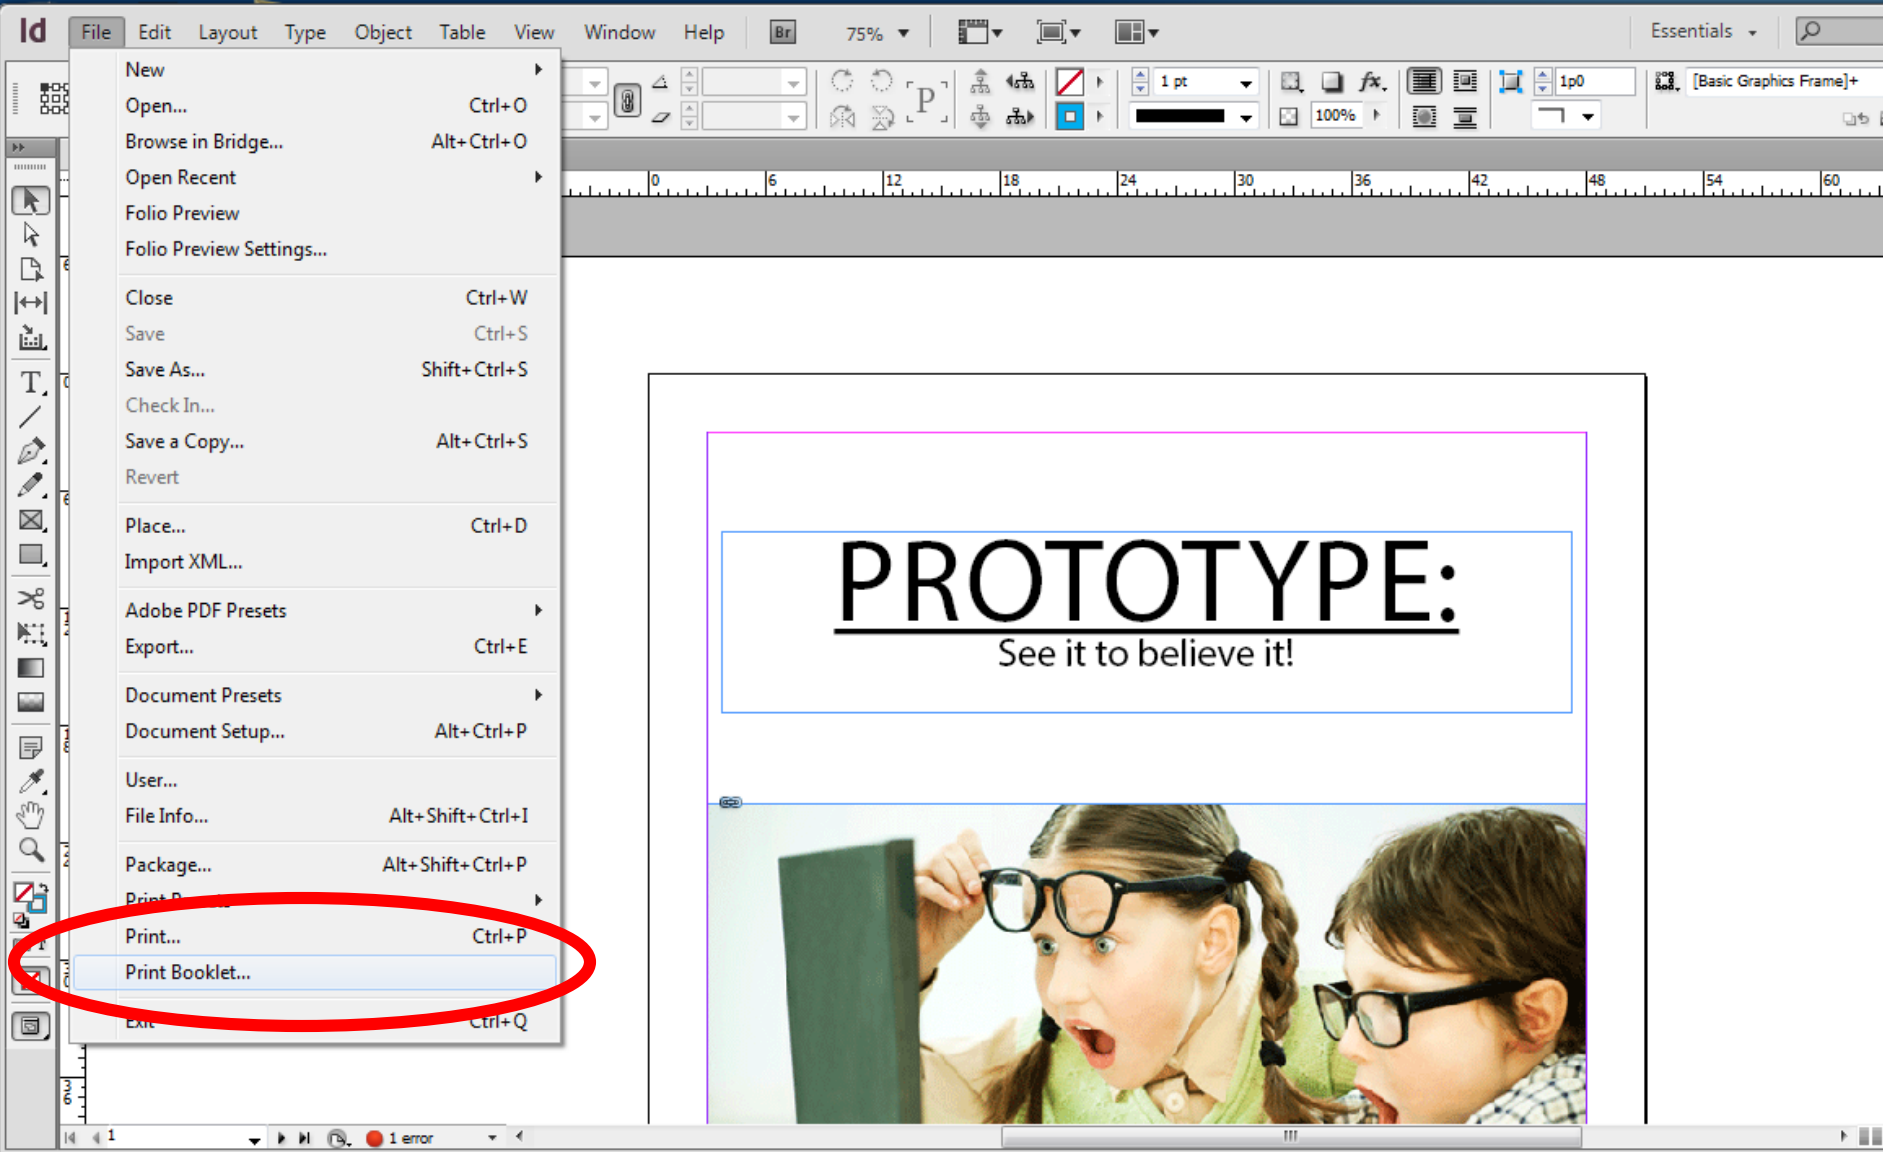 Id File Edit Layout Type Object Table View Window Help Br 75% Essentials
1 pt 1p0 [Basic Graphics Frame]+
P 100%
0 6 12 18 24 30 36 42 48 54 60
New
Open... Ctrl+O
Browse in Bridge... Alt+Ctrl+O
Open Recent
Folio Preview
Folio Preview Settings...
Close Ctrl+W
Save Ctrl+S
Save As... Shift+Ctrl+S
Check In...
Save a Copy... Alt+Ctrl+S
Revert
Place... Ctrl+D
Import XML...
Adobe PDF Presets
Export... Ctrl+E
Document Presets
Document Setup... Alt+Ctrl+P
User...
File Info... Alt+Shift+Ctrl+I
Package... Alt+Shift+Ctrl+P
Print
Print... Ctrl+P
Print Booklet...
Exit Ctrl+Q
PROTOTYPE:
See it to believe it!
36
1 1 error